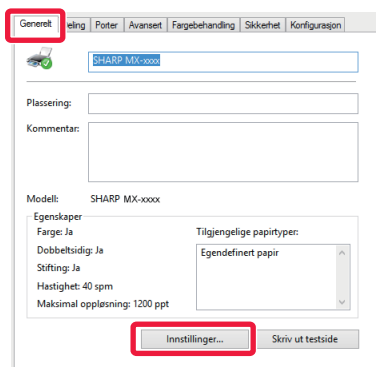 Generelt Deling Porter Avansert Fargebehandling Sikkerhet Konfigurasjon
SHARP MX-xxxx
Plassering:
Kommentar:
Modell: SHARP MX-xxxx
Egenskaper
Farge: Ja Tilgjengelige papirtyper:
Dobbeltsidig: Ja Egendefinert papir
Stifting: Ja
Hastighet: 40 spm
Maksimal oppløsning: 1200 ppt
Innstillinger... Skriv ut testside